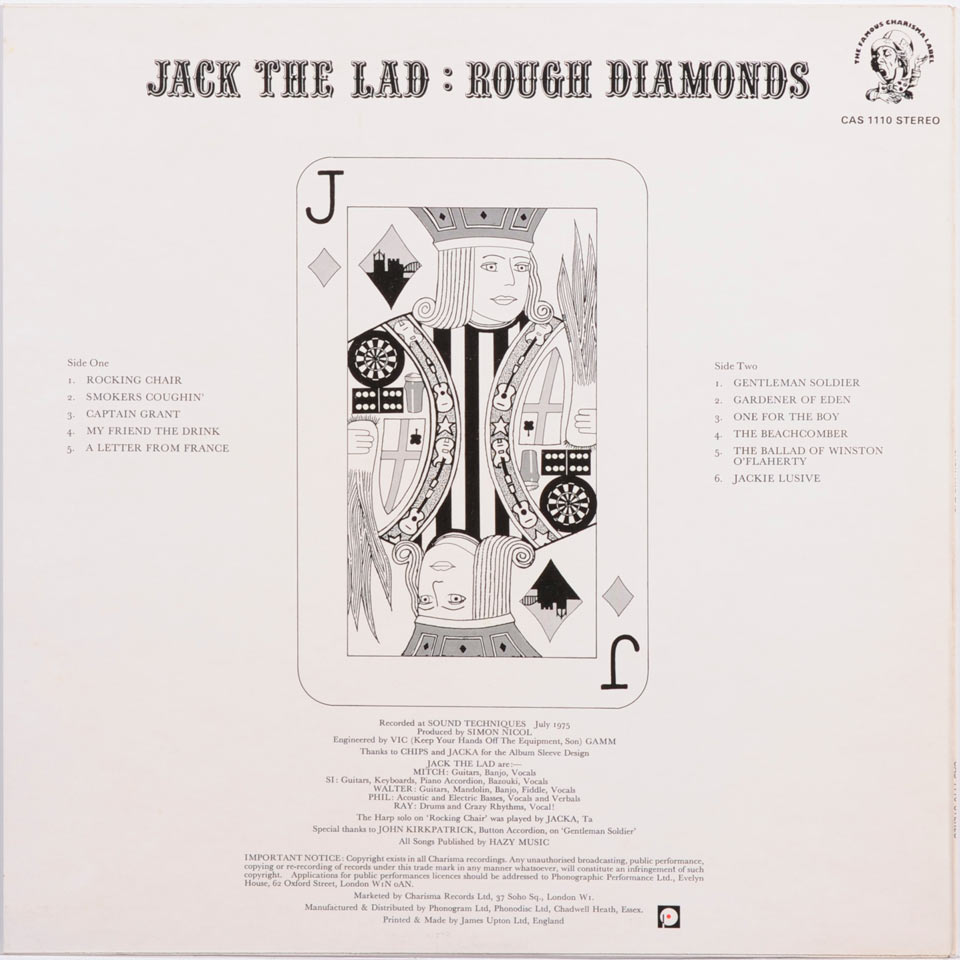 JACK THE LAD : ROUGH DIAMONDS
THE FAMOUS CHARISMA LABEL
CAS 1110 STEREO
J
Side One
1. ROCKING CHAIR
2. SMOKERS COUGHIN'
3. CAPTAIN GRANT
4. MY FRIEND THE DRINK
5. A LETTER FROM FRANCE
Side Two
1. GENTLEMAN SOLDIER
2. GARDENER OF EDEN
3. ONE FOR THE BOY
4. THE BEACHCOMBER
5. THE BALLAD OF WINSTON
O'FLAHERTY
6. JACKIE LUSIVE
J
Recorded at SOUND TECHNIQUES July 1975
Produced by SIMON NICOL
Engineered by VIC (Keep Your Hands Off The Equipment, Son) GAMM
Thanks to CHIPS and JACKA for the Album Sleeve Design
JACK THE LAD are:—
MITCH: Guitars, Banjo, Vocals
SI: Guitars, Keyboards, Piano Accordion, Bazouki, Vocals
WALTER: Guitars, Mandolin, Banjo, Fiddle, Vocals
PHIL: Acoustic and Electric Basses, Vocals and Verbals
RAY: Drums and Crazy Rhythms, Vocal!
The Harp solo on 'Rocking Chair' was played by JACKA, Ta
Special thanks to JOHN KIRKPATRICK, Button Accordion, on 'Gentleman Soldier'
All Songs Published by HAZY MUSIC
IMPORTANT NOTICE: Copyright exists in all Charisma recordings. Any unauthorised broadcasting, public performance,
copying or re-recording of records under this trade mark in any manner whatsoever, will constitute an infringement of such
copyright. Applications for public performances licences should be addressed to Phonographic Performance Ltd., Evelyn
House, 62 Oxford Street, London W1N 0AN.
Marketed by Charisma Records Ltd, 37 Soho Sq., London W1.
Manufactured & Distributed by Phonogram Ltd, Phonodisc Ltd, Chadwell Heath, Essex.
Printed & Made by James Upton Ltd, England